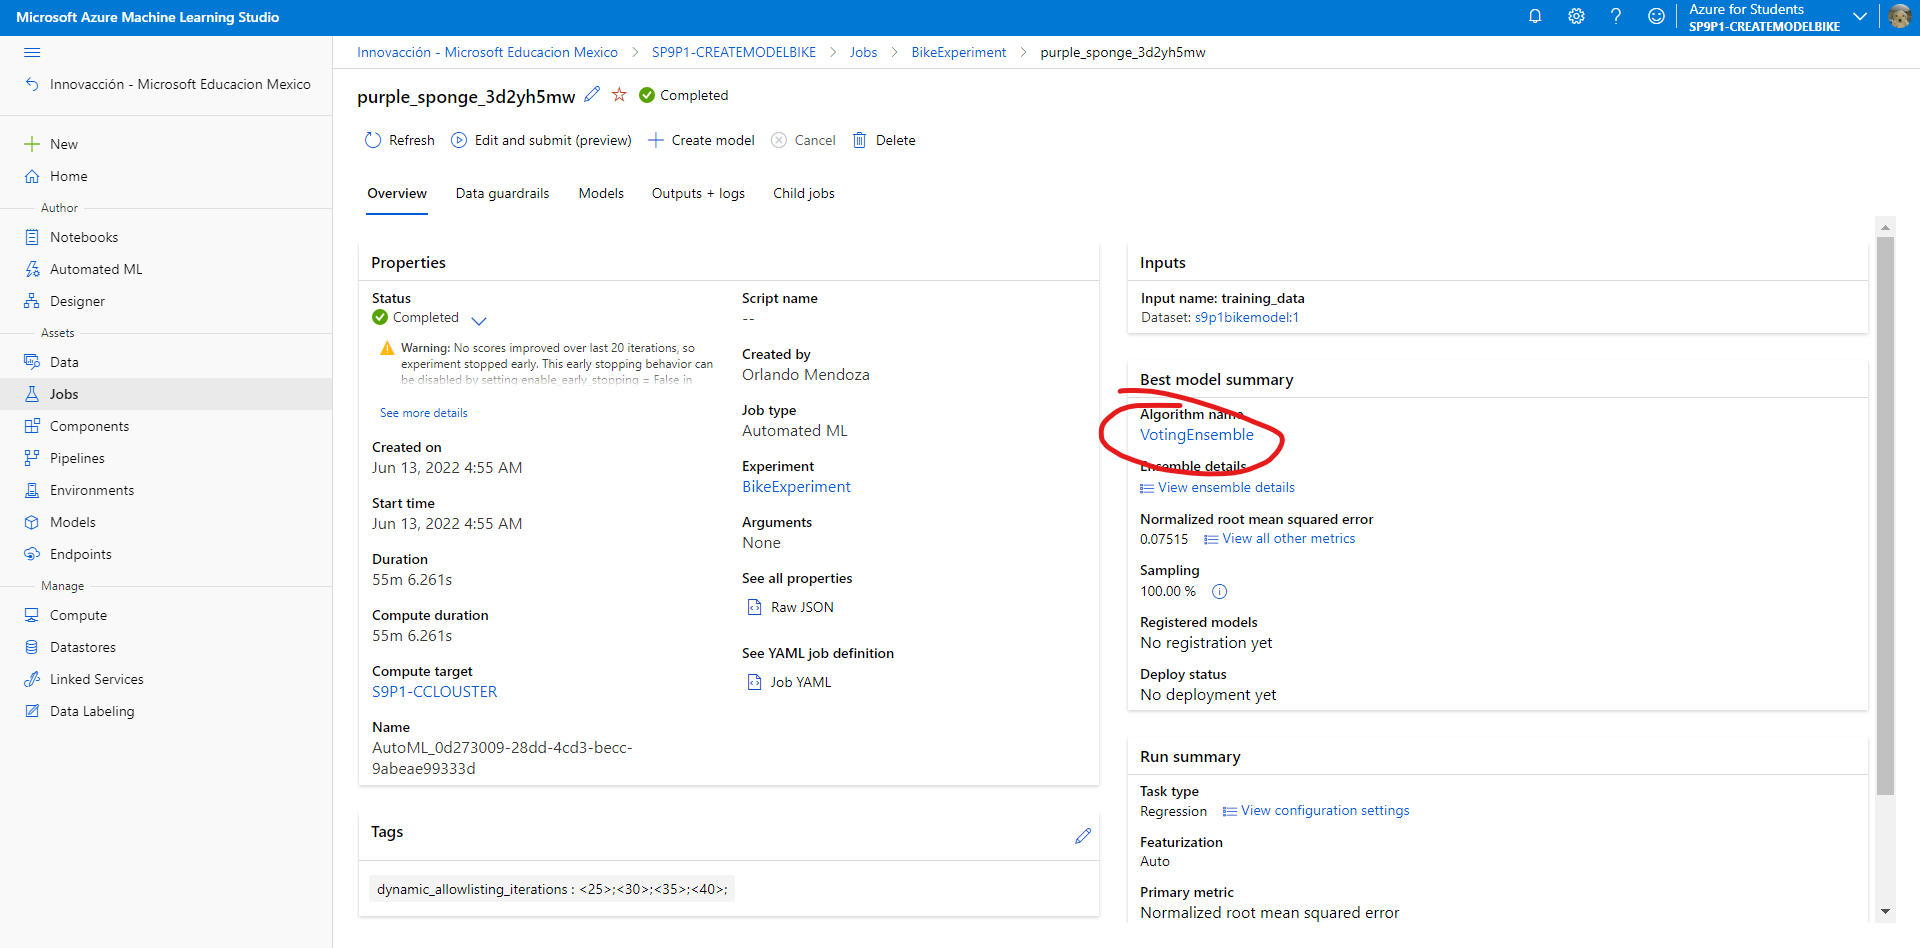 Microsoft Azure Machine Learning Studio
Azure for Students
SP9P1-CREATEMODELBIKE
Innovacción - Microsoft Educacion Mexico
New
Home
Author
Notebooks
Automated ML
Designer
Assets
Data
Jobs
Components
Pipelines
Environments
Models
Endpoints
Manage
Compute
Datastores
Linked Services
Data Labeling
Innovacción - Microsoft Educacion Mexico > SP9P1-CREATEMODELBIKE > Jobs > BikeExperiment > purple_sponge_3d2yh5mw
purple_sponge_3d2yh5mw Completed
Refresh Edit and submit (preview) Create model Cancel Delete
Overview Data guardrails Models Outputs + logs Child jobs
Properties
Status
Completed
Warning: No scores improved over last 20 iterations, so
experiment stopped early. This early stopping behavior can
be disabled by setting enable_early_stopping = False in
See more details
Created on
Jun 13, 2022 4:55 AM
Start time
Jun 13, 2022 4:55 AM
Duration
55m 6.261s
Compute duration
55m 6.261s
Compute target
S9P1-CCLOUSTER
Name
AutoML_0d273009-28dd-4cd3-becc-
9abeae99333d
Script name
--
Created by
Orlando Mendoza
Job type
Automated ML
Experiment
BikeExperiment
Arguments
None
See all properties
Raw JSON
See YAML job definition
Job YAML
Tags
dynamic_allowlisting_iterations : <25>;<30>;<35>;<40>;
Inputs
Input name: training_data
Dataset: s9p1bikemodel:1
Best model summary
Algorithm name
VotingEnsemble
Ensemble details
View ensemble details
Normalized root mean squared error
0.07515 View all other metrics
Sampling
100.00 %
Registered models
No registration yet
Deploy status
No deployment yet
Run summary
Task type
Regression View configuration settings
Featurization
Auto
Primary metric
Normalized root mean squared error